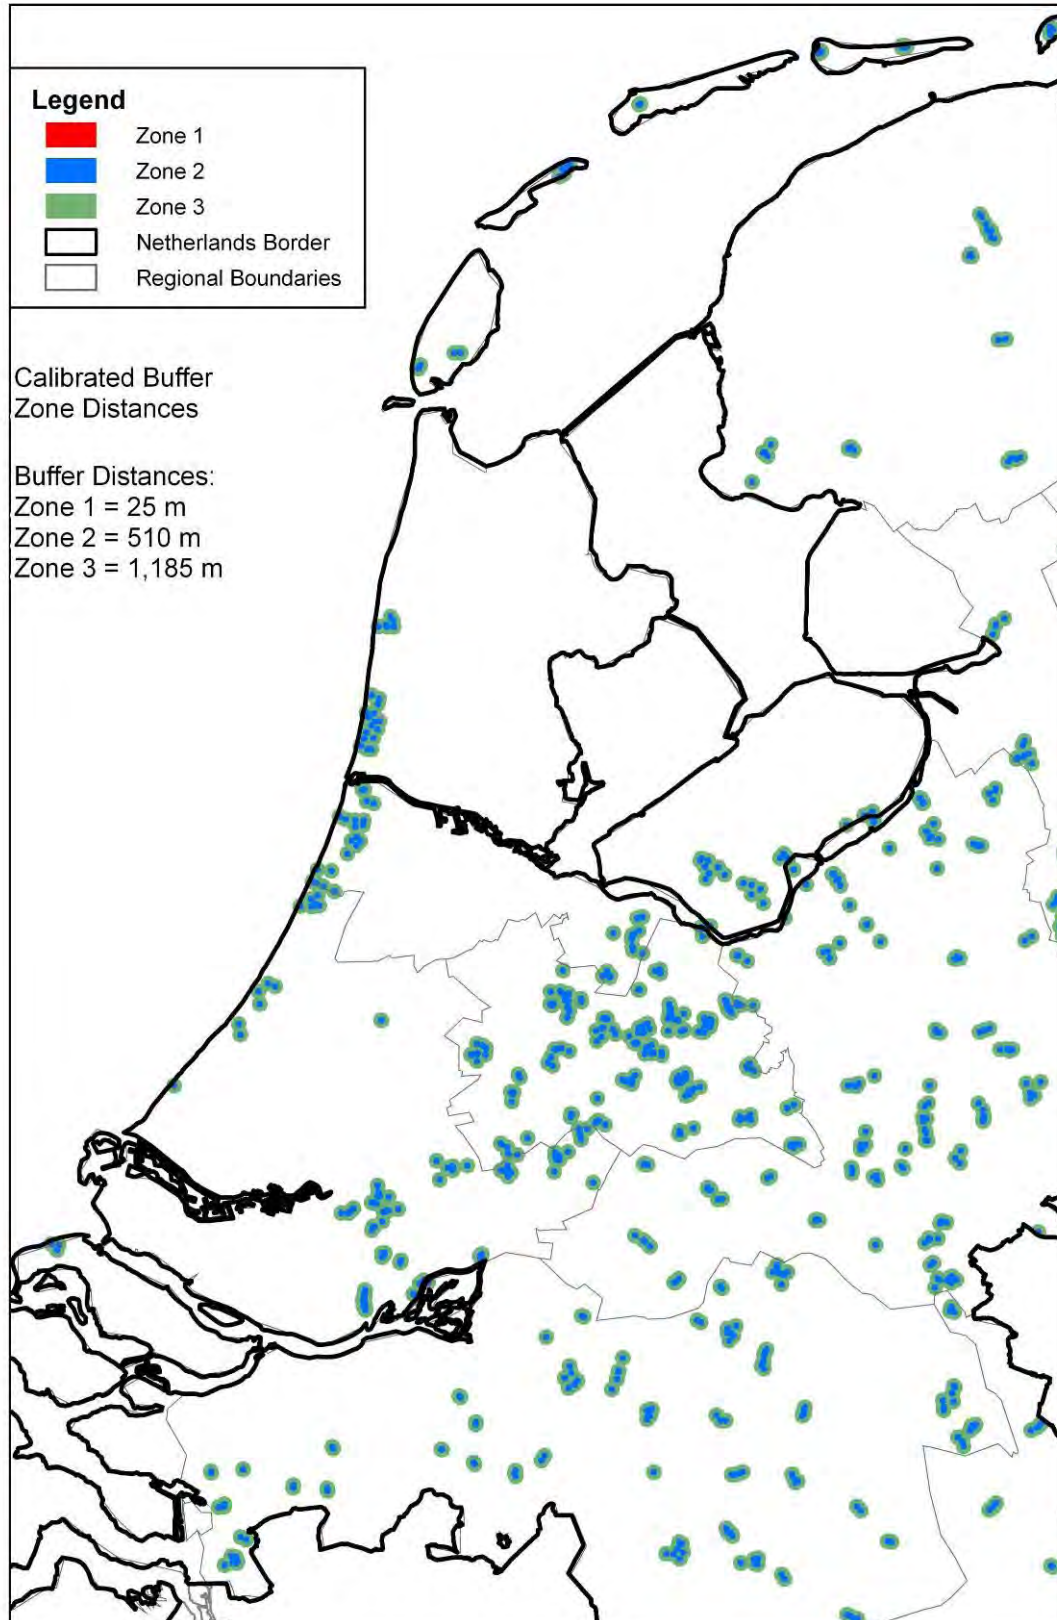 Legend
Zone 1
Zone 2
Zone 3
Netherlands Border
Regional Boundaries
Calibrated Buffer
Zone Distances
Buffer Distances:
Zone 1 = 25 m
Zone 2 = 510 m
Zone 3 = 1,185 m